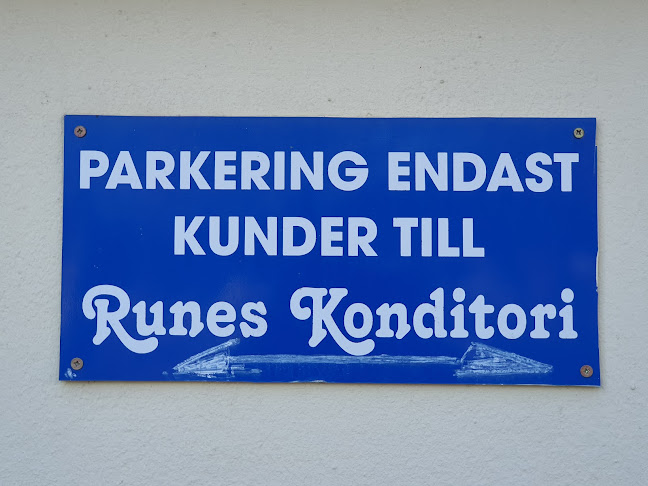 PARKERING ENDAST
KUNDER TILL
Runes Konditori